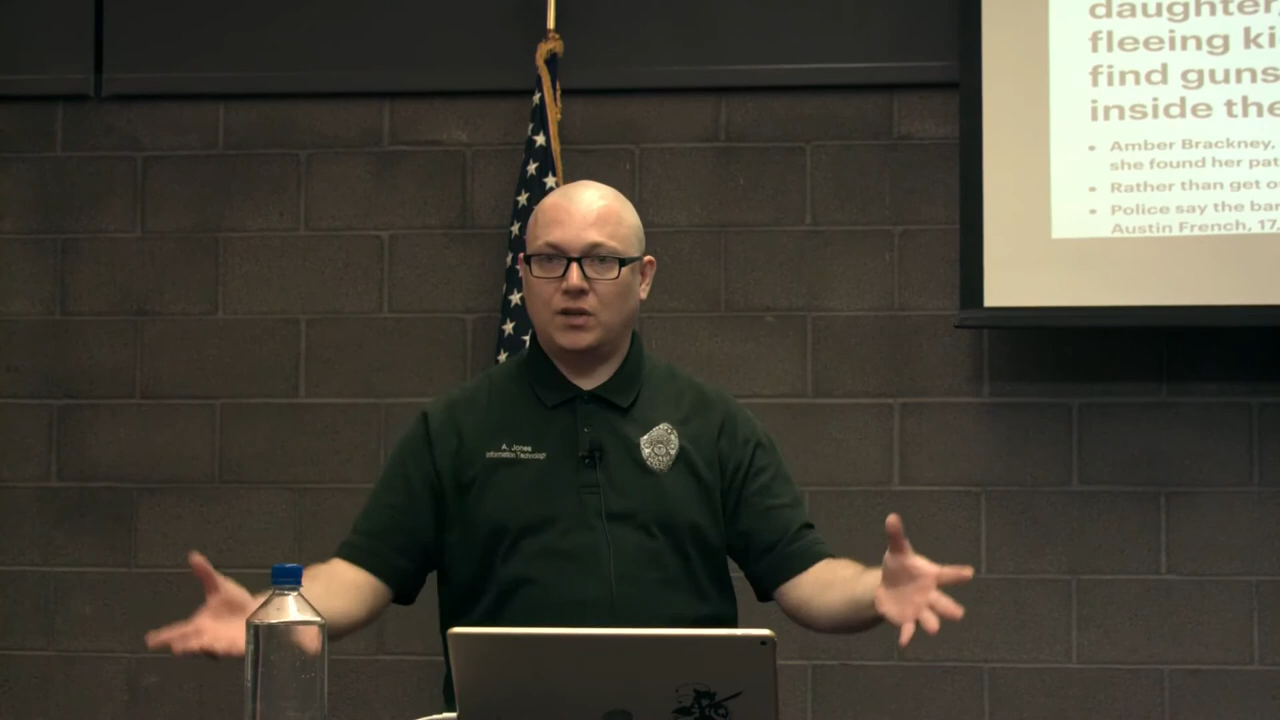 daughter,
fleeing ki
find guns
inside the
• Amber Brackney,
she found her pat
• Rather than get o
• Police say the bar
Austin French, 17,
A. Jones
Information Technology